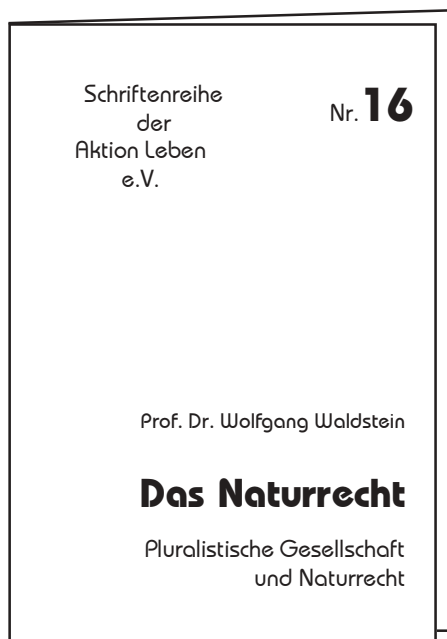 Schriftenreihe
der
Aktion Leben
e.V.
Nr. 16
Prof. Dr. Wolfgang Waldstein
Das Naturrecht
Pluralistische Gesellschaft
und Naturrecht